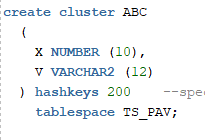 create cluster ABC
(
X NUMBER (10),
V VARCHAR2 (12)
) hashkeys 200 --spec
tablespace TS_PAV;